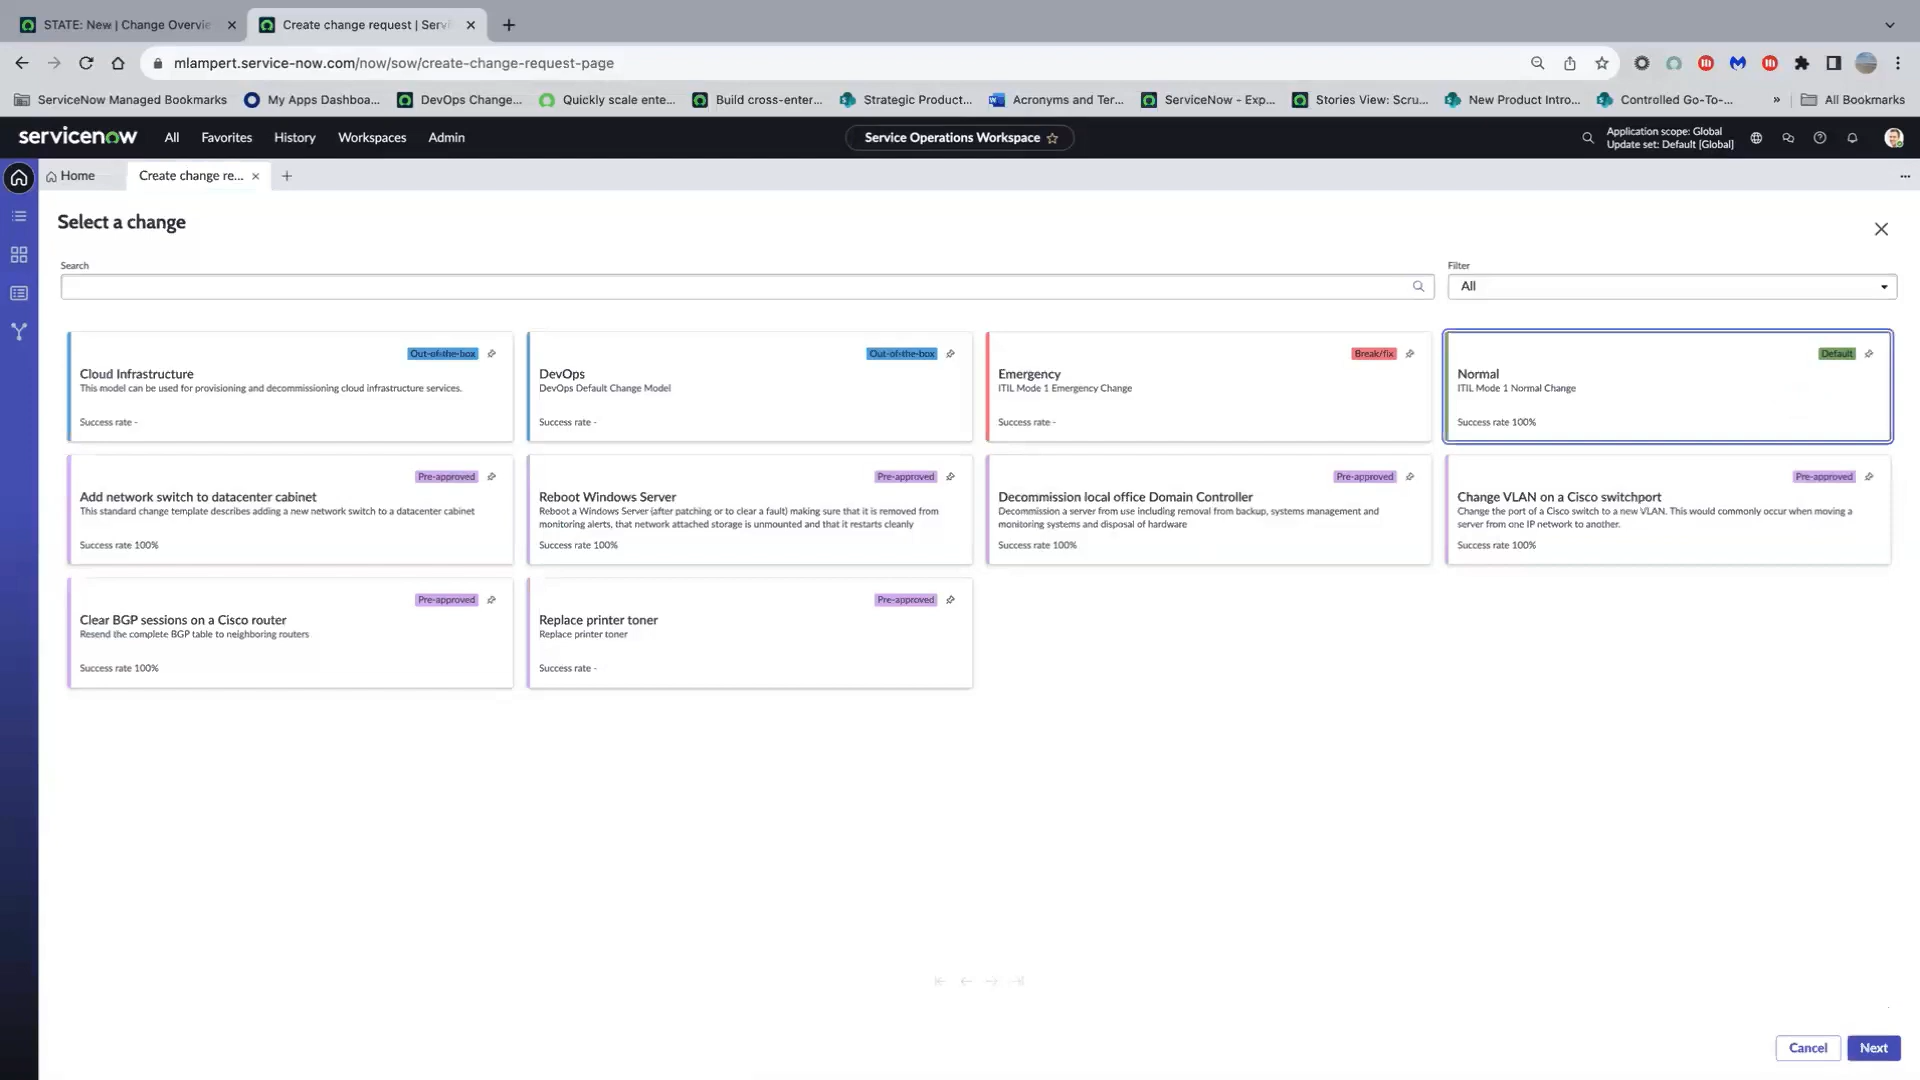 STATE: New | Change Overvie
Create change request | Serv
mlampert.service-now.com/now/sow/create-change-request-page
ServiceNow Managed Bookmarks
My Apps Dashboa...
DevOps Change...
Quickly scale ente...
Build cross-enter...
Strategic Product...
Acronyms and Ter...
ServiceNow - Exp...
Stories View: Scru...
New Product Intro...
Controlled Go-To-...
»
All Bookmarks
servicenow
All
Favorites
History
Workspaces
Admin
Service Operations Workspace
Application scope: Global
Update set: Default [Global]
Home
Create change re...
Select a change
Search
Filter
All
Out-of-the-box
Cloud Infrastructure
This model can be used for provisioning and decommissioning cloud infrastructure services.
Success rate -
Out-of-the-box
DevOps
DevOps Default Change Model
Success rate -
Break/fix
Emergency
ITIL Mode 1 Emergency Change
Success rate -
Default
Normal
ITIL Mode 1 Normal Change
Success rate 100%
Pre-approved
Add network switch to datacenter cabinet
This standard change template describes adding a new network switch to a datacenter cabinet
Success rate 100%
Pre-approved
Reboot Windows Server
Reboot a Windows Server (after patching or to clear a fault) making sure that it is removed from
monitoring alerts, that network attached storage is unmounted and that it restarts cleanly
Success rate 100%
Pre-approved
Decommission local office Domain Controller
Decommission a server from use including removal from backup, systems management and
monitoring systems and disposal of hardware
Success rate 100%
Pre-approved
Change VLAN on a Cisco switchport
Change the port of a Cisco switch to a new VLAN. This would commonly occur when moving a
server from one IP network to another.
Success rate 100%
Pre-approved
Clear BGP sessions on a Cisco router
Resend the complete BGP table to neighboring routers
Success rate 100%
Pre-approved
Replace printer toner
Replace printer toner
Success rate -
Cancel
Next